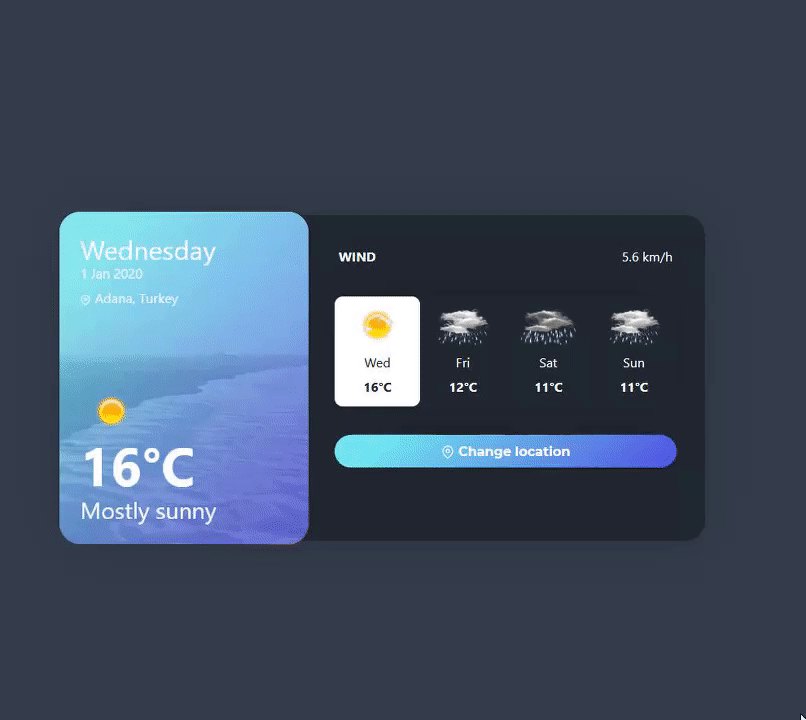 Wednesday
1 Jan 2020
Adana, Turkey
16°C
Mostly sunny
WIND 5.6 km/h
Wed Fri Sat Sun
16°C 12°C 11°C 11°C
Change location